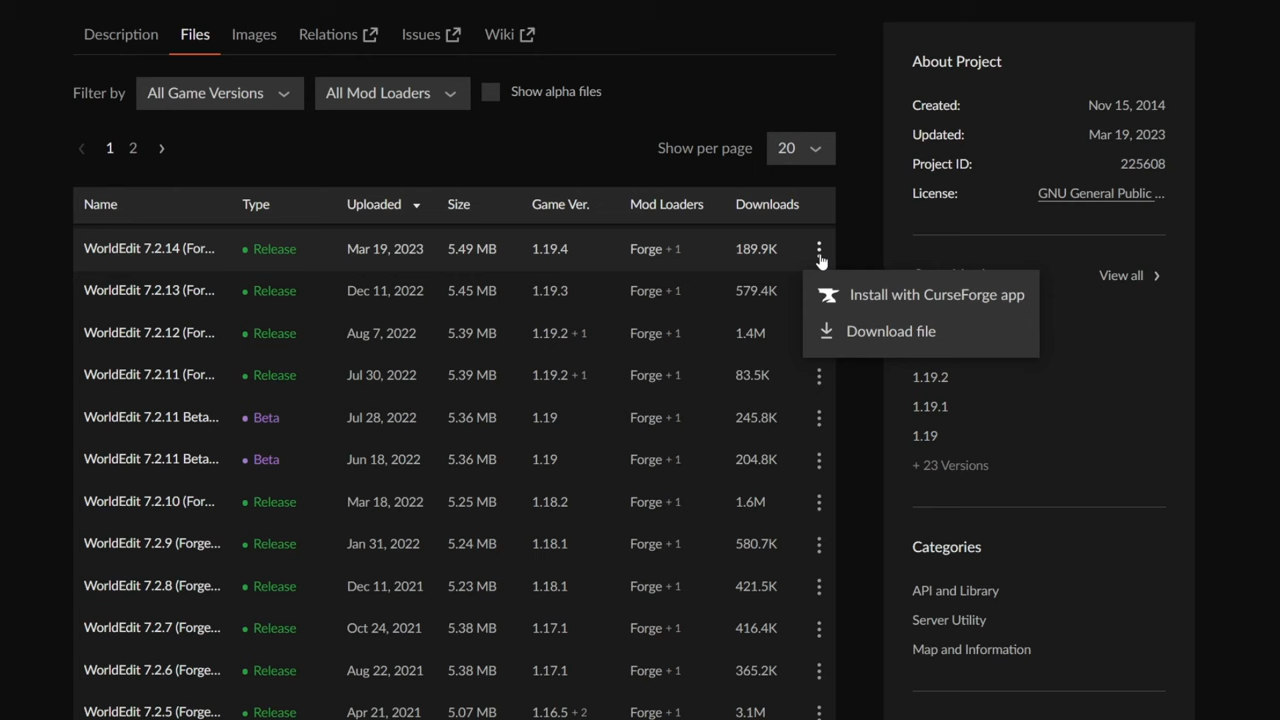 Description Files Images Relations Issues Wiki
Filter by All Game Versions All Mod Loaders Show alpha files
1 2 Show per page 20
Name Type Uploaded Size Game Ver. Mod Loaders Downloads
WorldEdit 7.2.14 (For... Release Mar 19, 2023 5.49 MB 1.19.4 Forge + 1 189.9K
WorldEdit 7.2.13 (For... Release Dec 11, 2022 5.45 MB 1.19.3 Forge + 1 579.4K
WorldEdit 7.2.12 (For... Release Aug 7, 2022 5.39 MB 1.19.2 + 1 Forge + 1 1.4M
WorldEdit 7.2.11 (For... Release Jul 30, 2022 5.39 MB 1.19.2 + 1 Forge + 1 83.5K
WorldEdit 7.2.11 Beta... Beta Jul 28, 2022 5.36 MB 1.19 Forge + 1 245.8K
WorldEdit 7.2.11 Beta... Beta Jun 18, 2022 5.36 MB 1.19 Forge + 1 204.8K
WorldEdit 7.2.10 (For... Release Mar 18, 2022 5.25 MB 1.18.2 Forge + 1 1.6M
WorldEdit 7.2.9 (Forge... Release Jan 31, 2022 5.24 MB 1.18.1 Forge + 1 580.7K
WorldEdit 7.2.8 (Forge... Release Dec 11, 2021 5.23 MB 1.18.1 Forge + 1 421.5K
WorldEdit 7.2.7 (Forge... Release Oct 24, 2021 5.38 MB 1.17.1 Forge + 1 416.4K
WorldEdit 7.2.6 (Forge... Release Aug 22, 2021 5.38 MB 1.17.1 Forge + 1 365.2K
WorldEdit 7.2.5 (Forge... Release Apr 21, 2021 5.07 MB 1.16.5 + 2 Forge + 1 3.1M
Install with CurseForge app
Download file
About Project
Created: Nov 15, 2014
Updated: Mar 19, 2023
Project ID: 225608
License: GNU General Public ...
View all
1.19.2
1.19.1
1.19
+ 23 Versions
Categories
API and Library
Server Utility
Map and Information